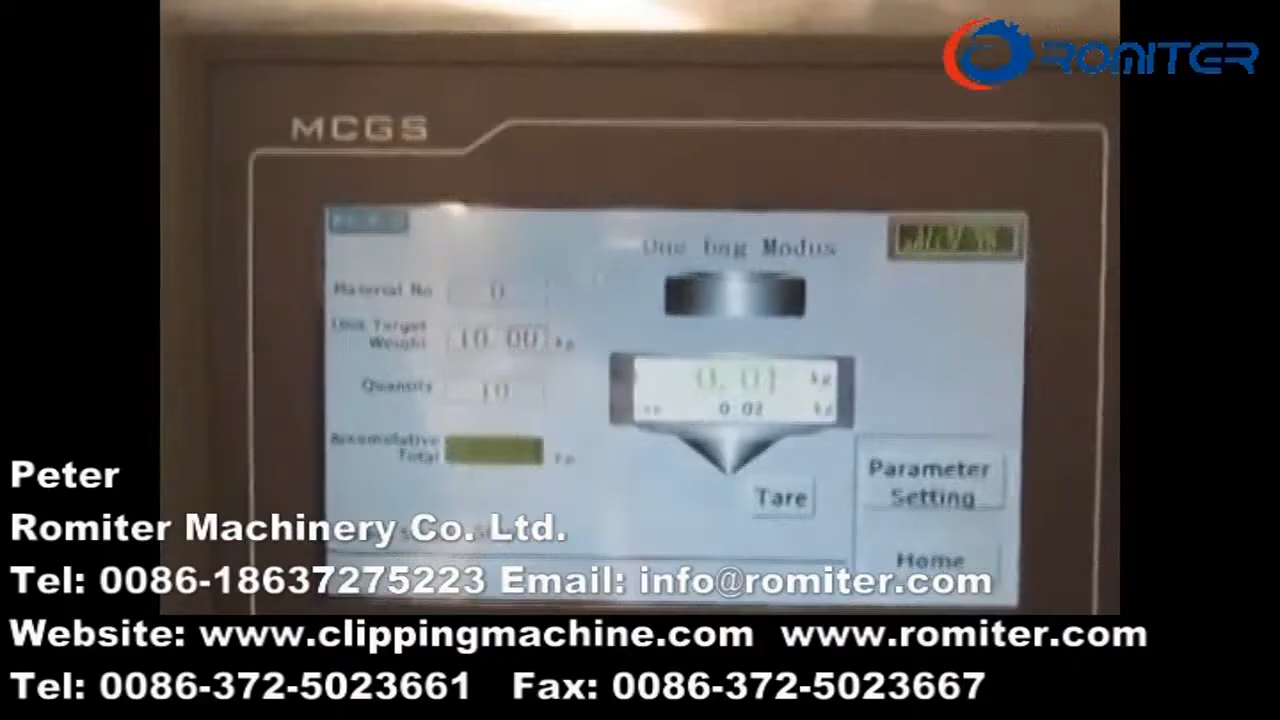 ROMITER
MCGS
One bag Modus
Material No
0
Unit Target
Weight
10.00 kg
Quantity
10
kg
0.02 kg
Accumulative
Total
kg
Tare
Parameter
Setting
Home
Peter
Romiter Machinery Co. Ltd.
Tel: 0086-18637275223 Email: info@romiter.com
Website: www.clippingmachine.com www.romiter.com
Tel: 0086-372-5023661 Fax: 0086-372-5023667